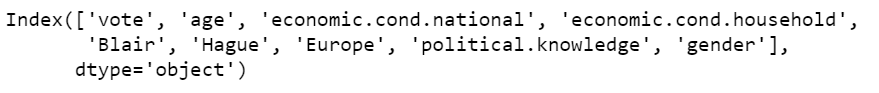 Index(['vote', 'age', 'economic.cond.national', 'economic.cond.household',
'Blair', 'Hague', 'Europe', 'political.knowledge', 'gender'],
dtype='object')